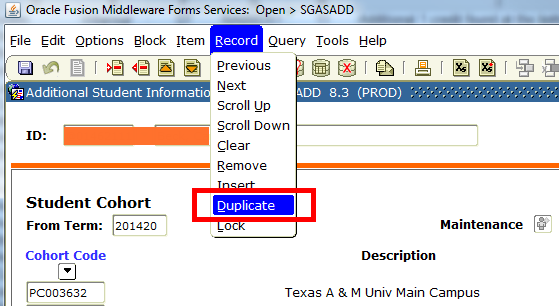 Oracle Fusion Middleware Forms Services: Open > SGASADD
File Edit Options Block Item Record Query Tools Help
Previous
Next
Scroll Up
Scroll Down
Clear
Remove
Insert
Duplicate
Lock
Additional Student Informat ADD 8.3 (PROD)
ID:
Student Cohort
From Term: 201420
Maintenance
Cohort Code
Description
PC003632
Texas A & M Univ Main Campus